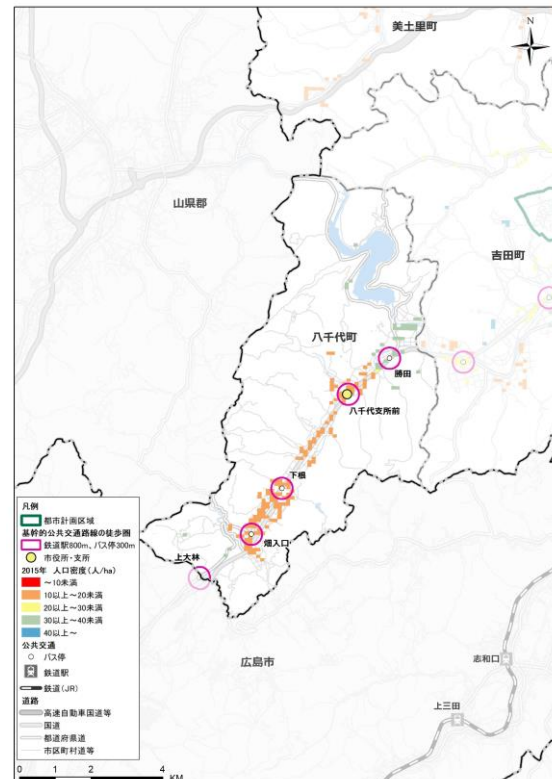 美土里町
N
山県郡
吉田町
八千代町
勝田
八千代支所前
下根
畑入口
上大林
広島市
志和口
上三田
凡例
都市計画区域
基幹的公共交通路線の徒歩圏
鉄道駅800m、バス停300m
市役所・支所
2015年 人口密度(人/ha)
～10未満
10以上～20未満
20以上～30未満
30以上～40未満
40以上～
公共交通
バス停
鉄道駅
鉄道(JR)
道路
高速自動車国道等
国道
都道府県道
市区町村道等
0 2 4
KM